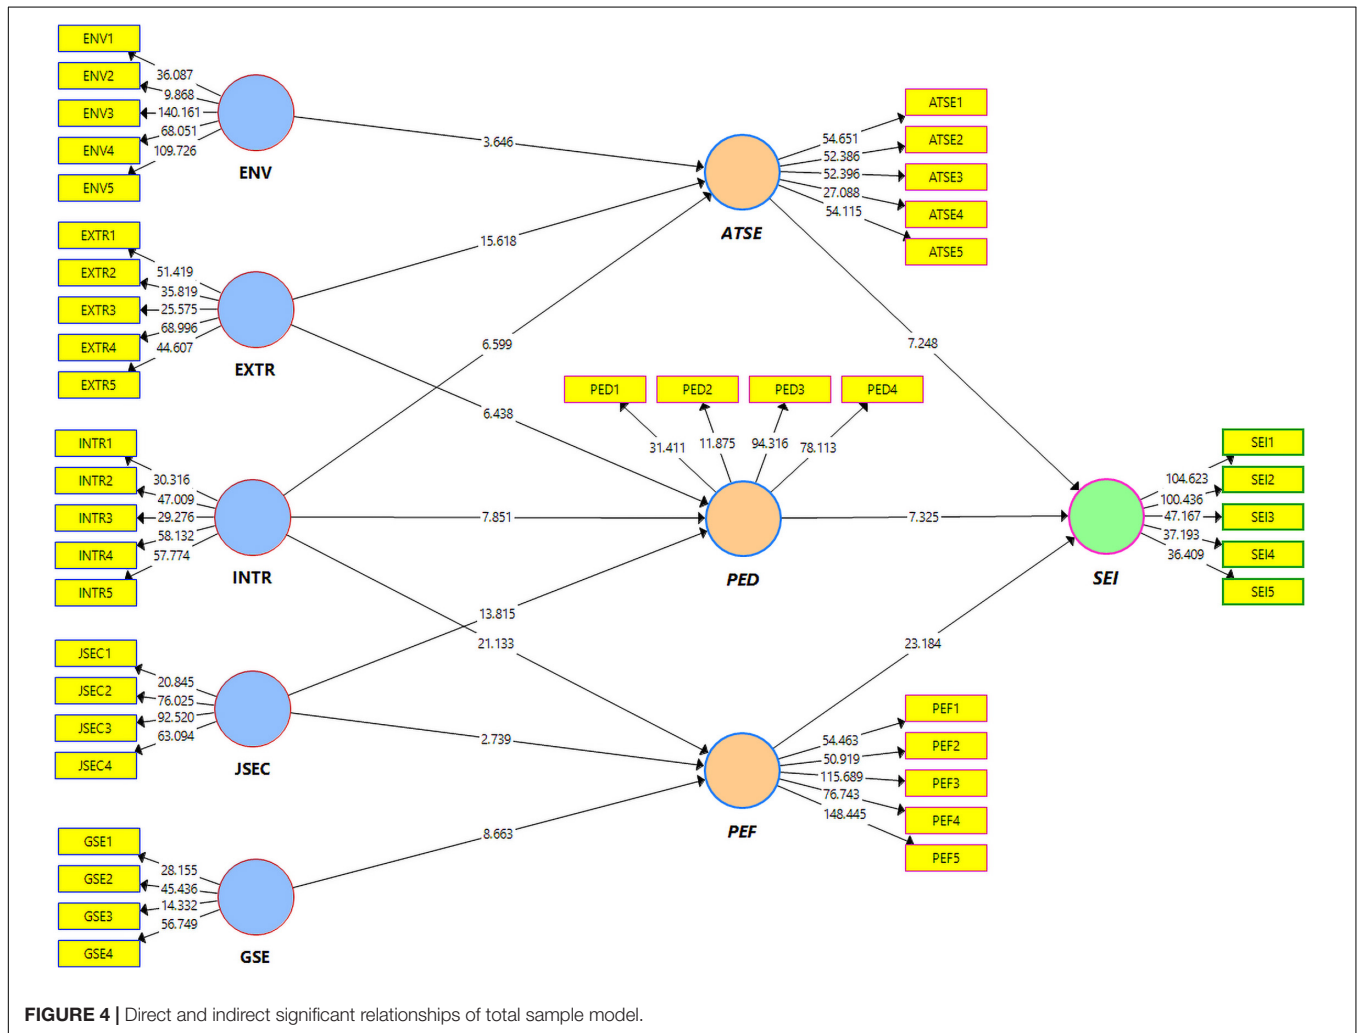 ENV1
ENV2
ENV3
ENV4
ENV5
36.087
9.868
140.161
68.051
109.726
ENV
EXTR1
EXTR2
EXTR3
EXTR4
EXTR5
51.419
35.819
25.575
68.996
44.607
EXTR
INTR1
INTR2
INTR3
INTR4
INTR5
30.316
47.009
29.276
58.132
57.774
INTR
JSEC1
JSEC2
JSEC3
JSEC4
20.845
76.025
92.520
63.094
JSEC
GSE1
GSE2
GSE3
GSE4
28.155
45.436
14.332
56.749
GSE
3.646
15.618
6.599
6.438
7.851
13.815
21.133
2.739
8.663
ATSE
54.651
52.386
52.396
27.088
54.115
ATSE1
ATSE2
ATSE3
ATSE4
ATSE5
PED1
PED2
PED3
PED4
31.411
11.875
94.316
78.113
PED
PEF
54.463
50.919
115.689
76.743
148.445
PEF1
PEF2
PEF3
PEF4
PEF5
7.248
7.325
23.184
SEI
104.623
100.436
47.167
37.193
36.409
SEI1
SEI2
SEI3
SEI4
SEI5
FIGURE 4 | Direct and indirect significant relationships of total sample model.